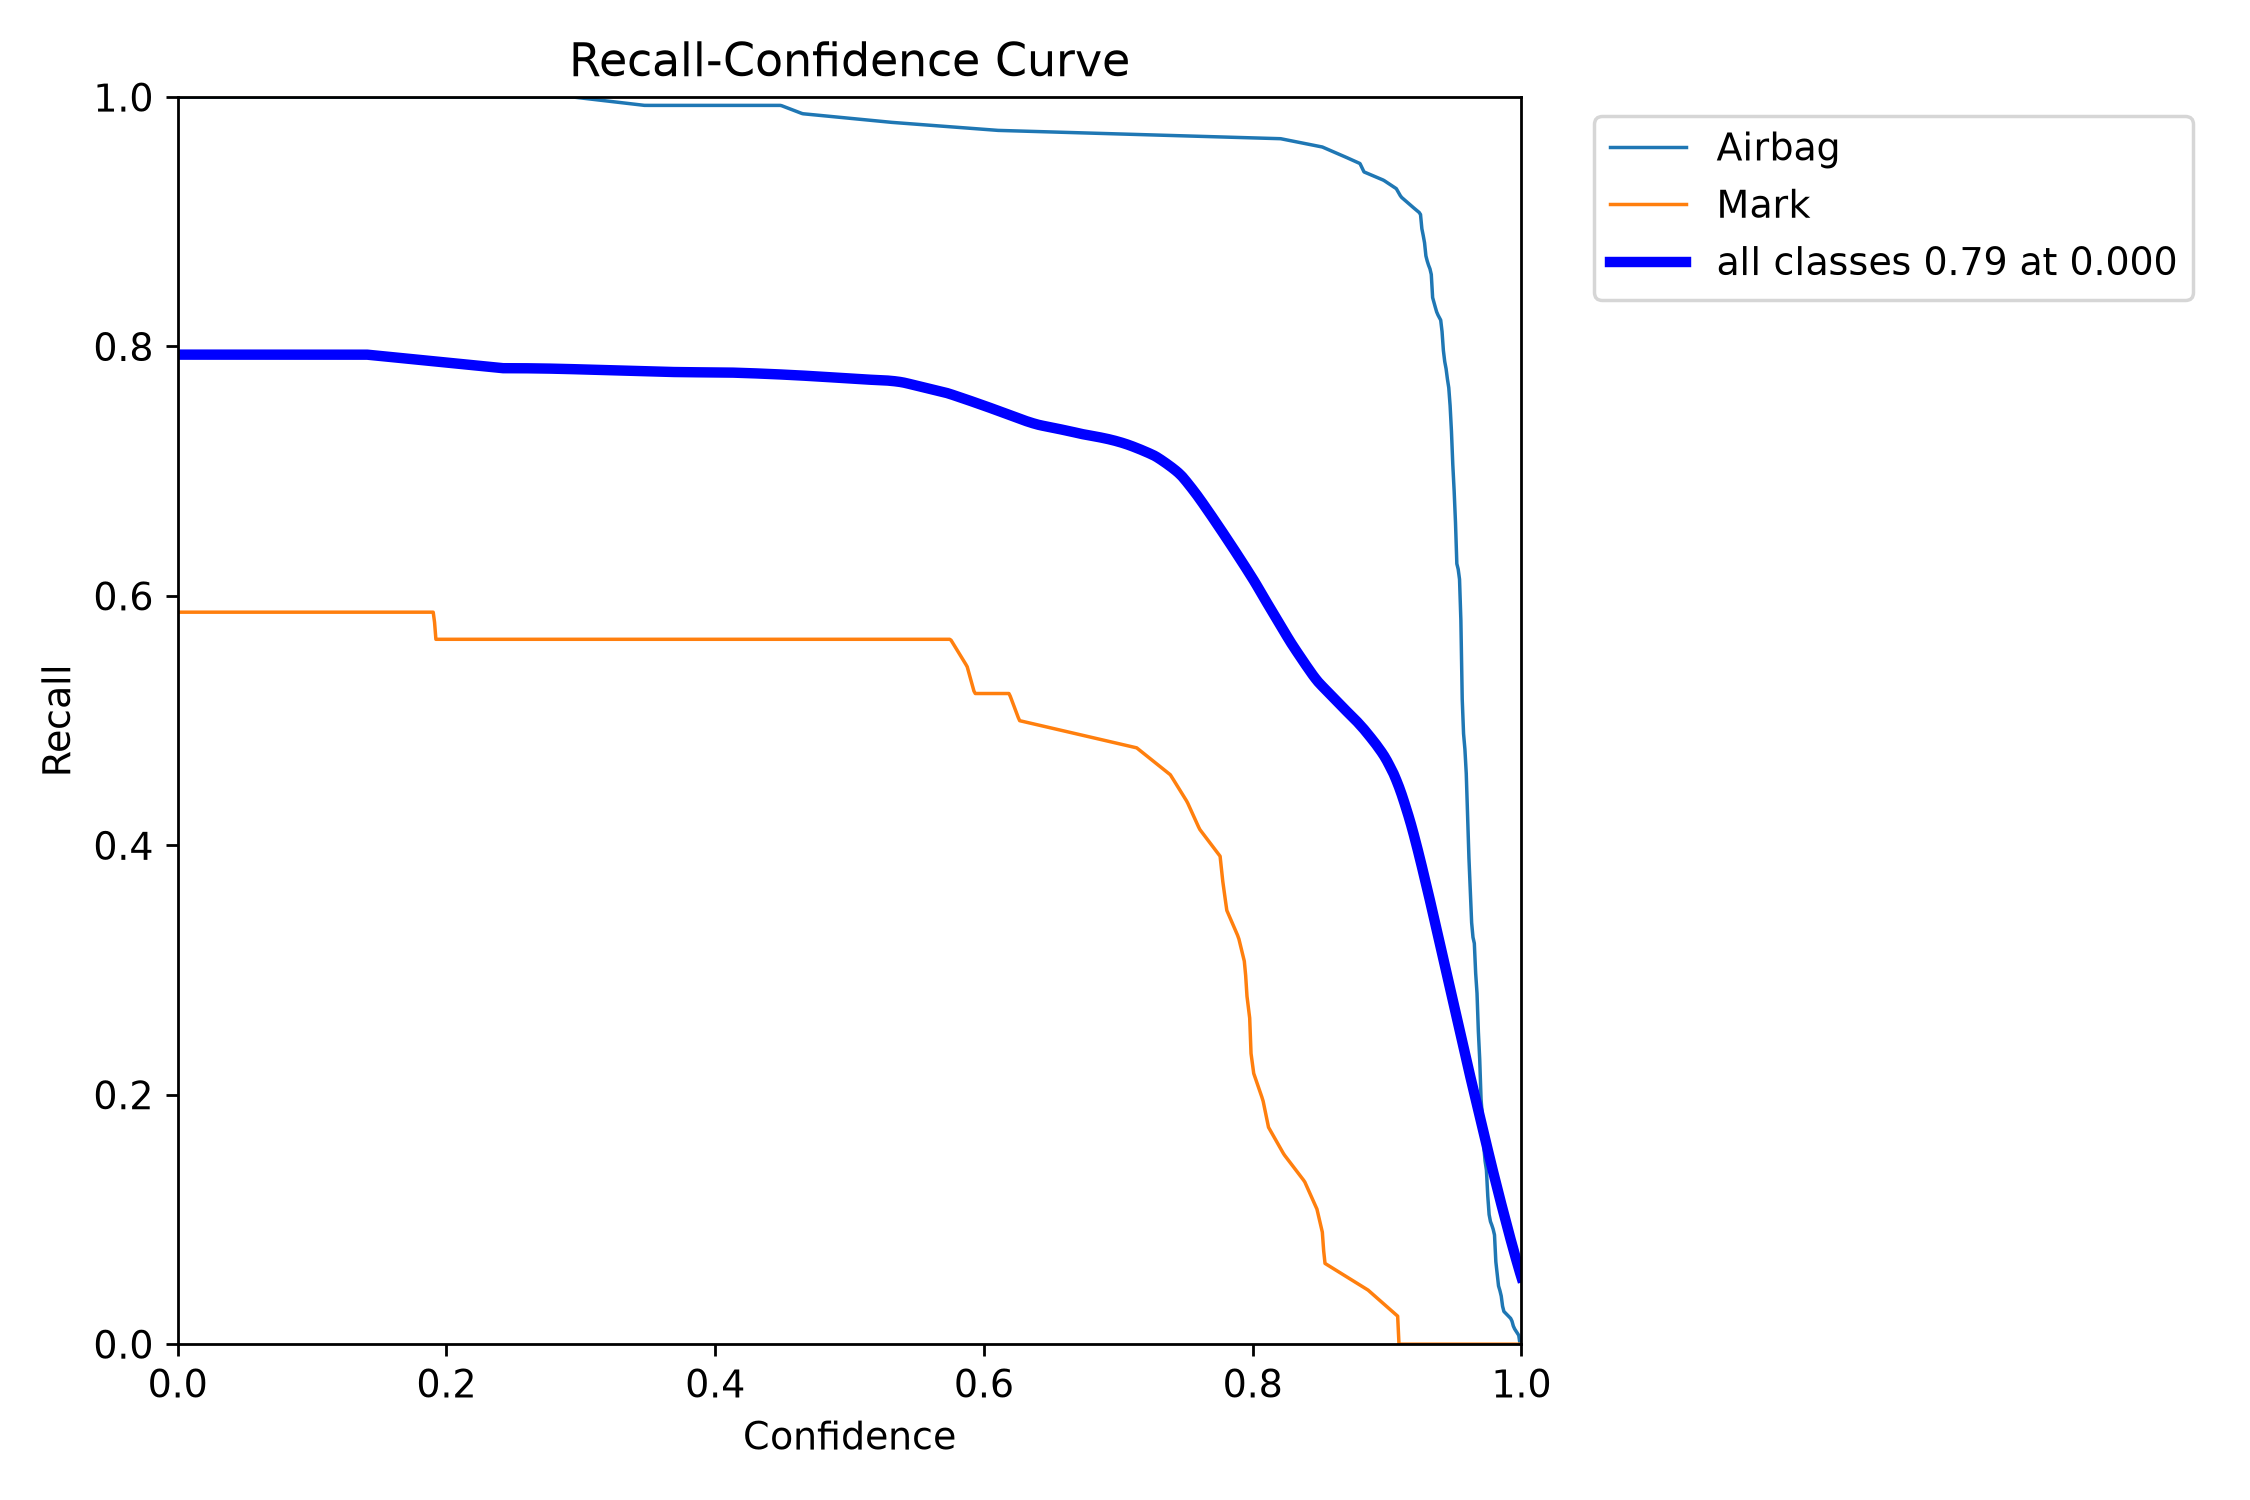 Recall-Confidence Curve
1.0
0.8
0.6
0.4
0.2
0.0
Recall
0.0 0.2 0.4 0.6 0.8 1.0
Confidence
Airbag
Mark
all classes 0.79 at 0.000